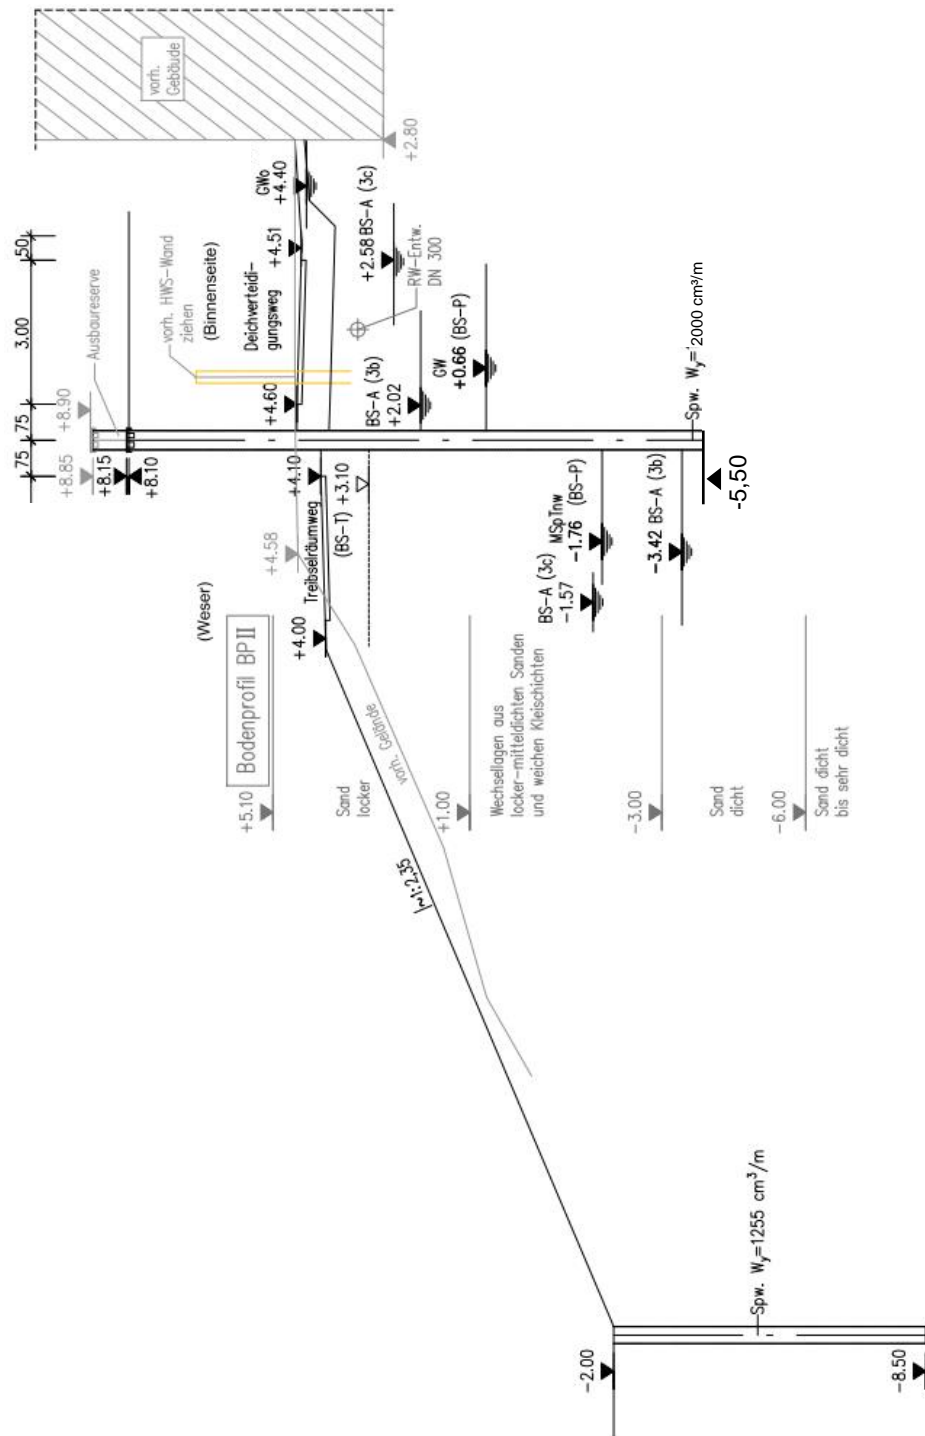 vorh.
Gebäude
+2.80
GWo
+4.40
+2.58 BS-A (3c)
50
3.00
75
75
+4.51
RW-Entw.
DN 300
vorh. HWS-Wand
ziehen
(Binnenseite)
Deichverteidi-
gungsweg
Ausbaureserve
+8.90
+8.85
+8.15
+8.10
+4.60
BS-A (3b)
+2.02
GW
+0.66 (BS-P)
Spw. Wy= 2000 cm³/m
-5,50
+4.10
(BS-T) +3.10
+4.58
Treibselräumweg
+4.00
MSpTnw
-1.76 (BS-P)
-3.42 BS-A (3b)
BS-A (3c)
-1.57
(Weser)
Bodenprofil BPII
+5.10
Sand
locker
vorh. Gelände
+1.00
Wechsellagen aus
locker-mitteldichten Sanden
und weichen Kleischichten
-3.00
Sand
dicht
-6.00
Sand dicht
bis sehr dicht
~1:2,35
Spw. Wy=1255 cm³/m
-2.00
-8.50